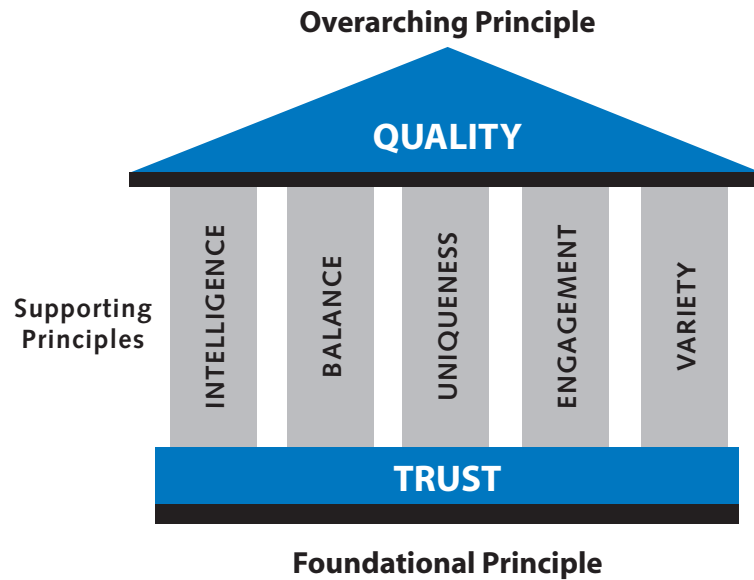 Overarching Principle
QUALITY
Supporting
Principles
INTELLIGENCE
BALANCE
UNIQUENESS
ENGAGEMENT
VARIETY
TRUST
Foundational Principle